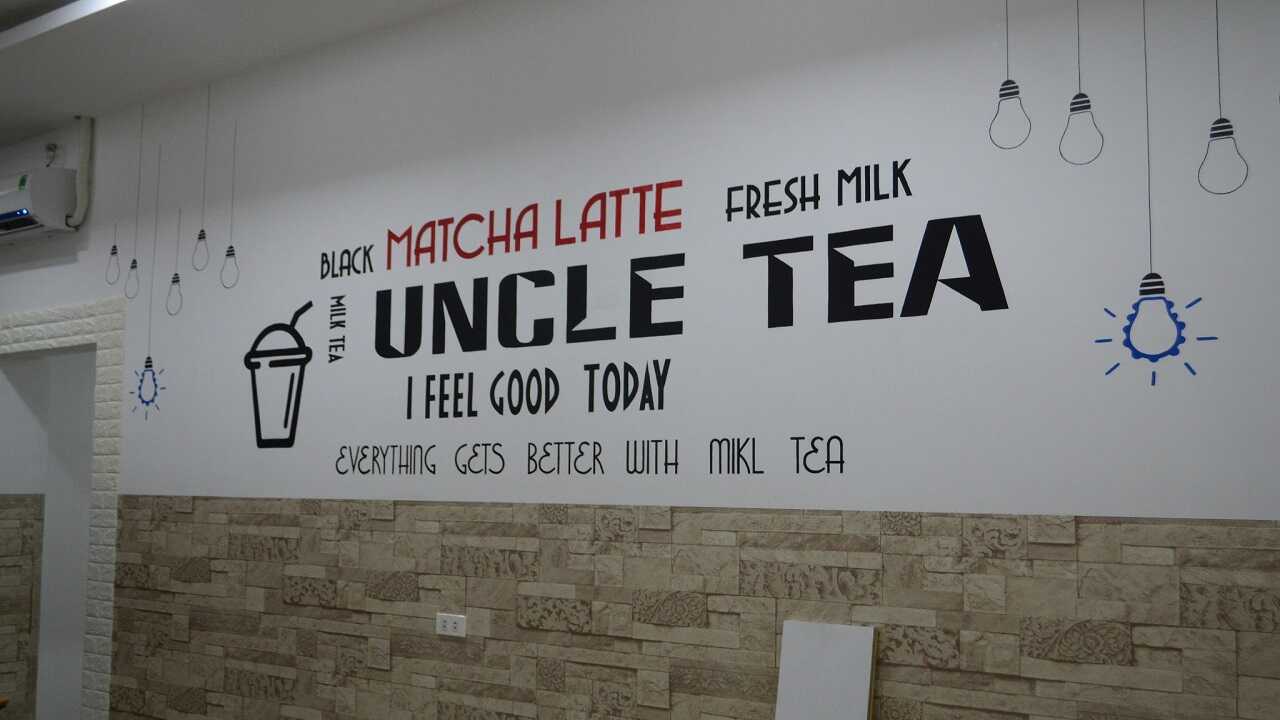 BLACK MATCHA LATTE FRESH MILK
MILK TEA
UNCLE TEA
I FEEL GOOD TODAY
EVERYTHING GETS BETTER WITH MIKL TEA